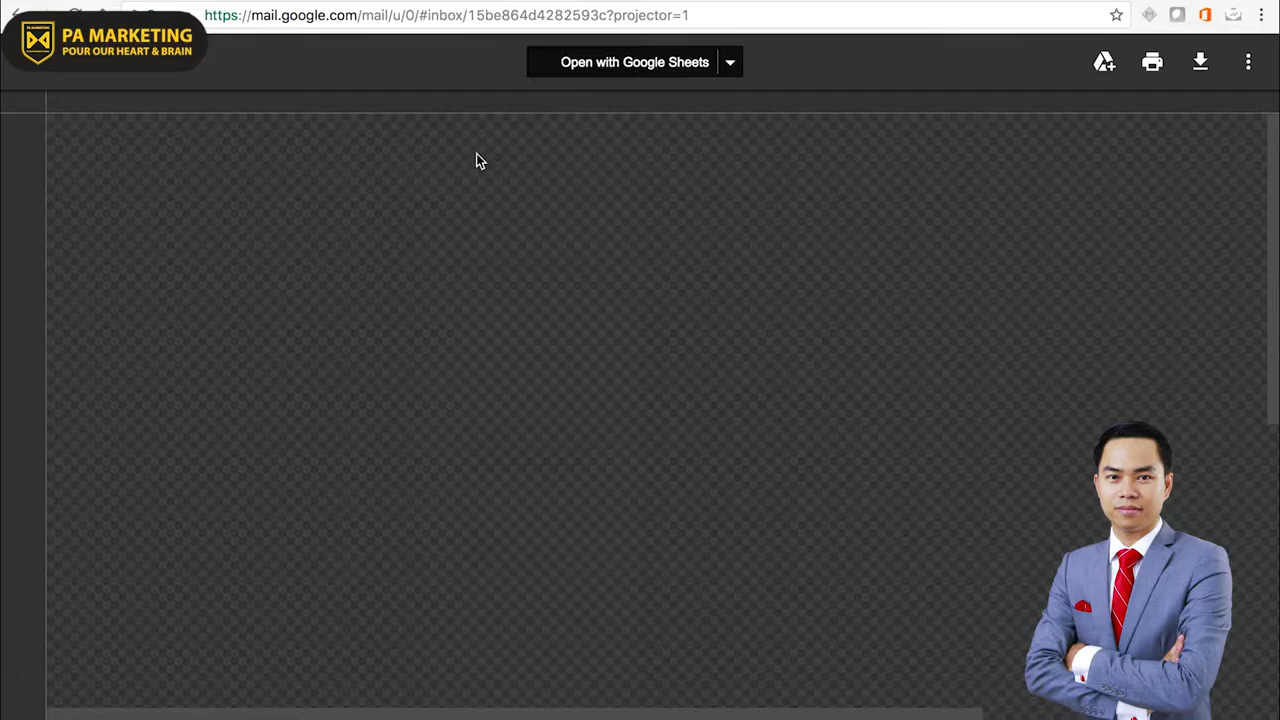 https://mail.google.com/mail/u/0/#inbox/15be864d4282593c?projector=1
PA MARKETING
POUR OUR HEART & BRAIN
Open with Google Sheets